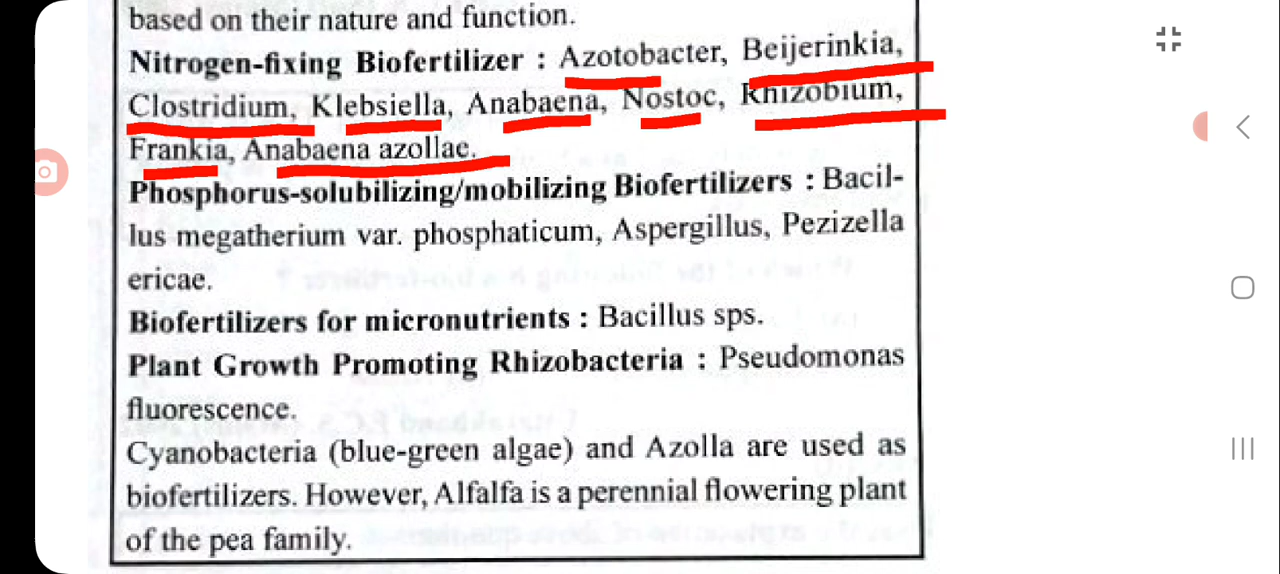 based on their nature and function.
Nitrogen-fixing Biofertilizer : Azotobacter, Beijerinkia,
Clostridium, Klebsiella, Anabaena, Nostoc, Rhizobium,
Frankia, Anabaena azollae.
Phosphorus-solubilizing/mobilizing Biofertilizers : Bacil-
lus megatherium var. phosphaticum, Aspergillus, Pezizella
ericae.
Biofertilizers for micronutrients : Bacillus sps.
Plant Growth Promoting Rhizobacteria : Pseudomonas
fluorescence.
Cyanobacteria (blue-green algae) and Azolla are used as
biofertilizers. However, Alfalfa is a perennial flowering plant
of the pea family.